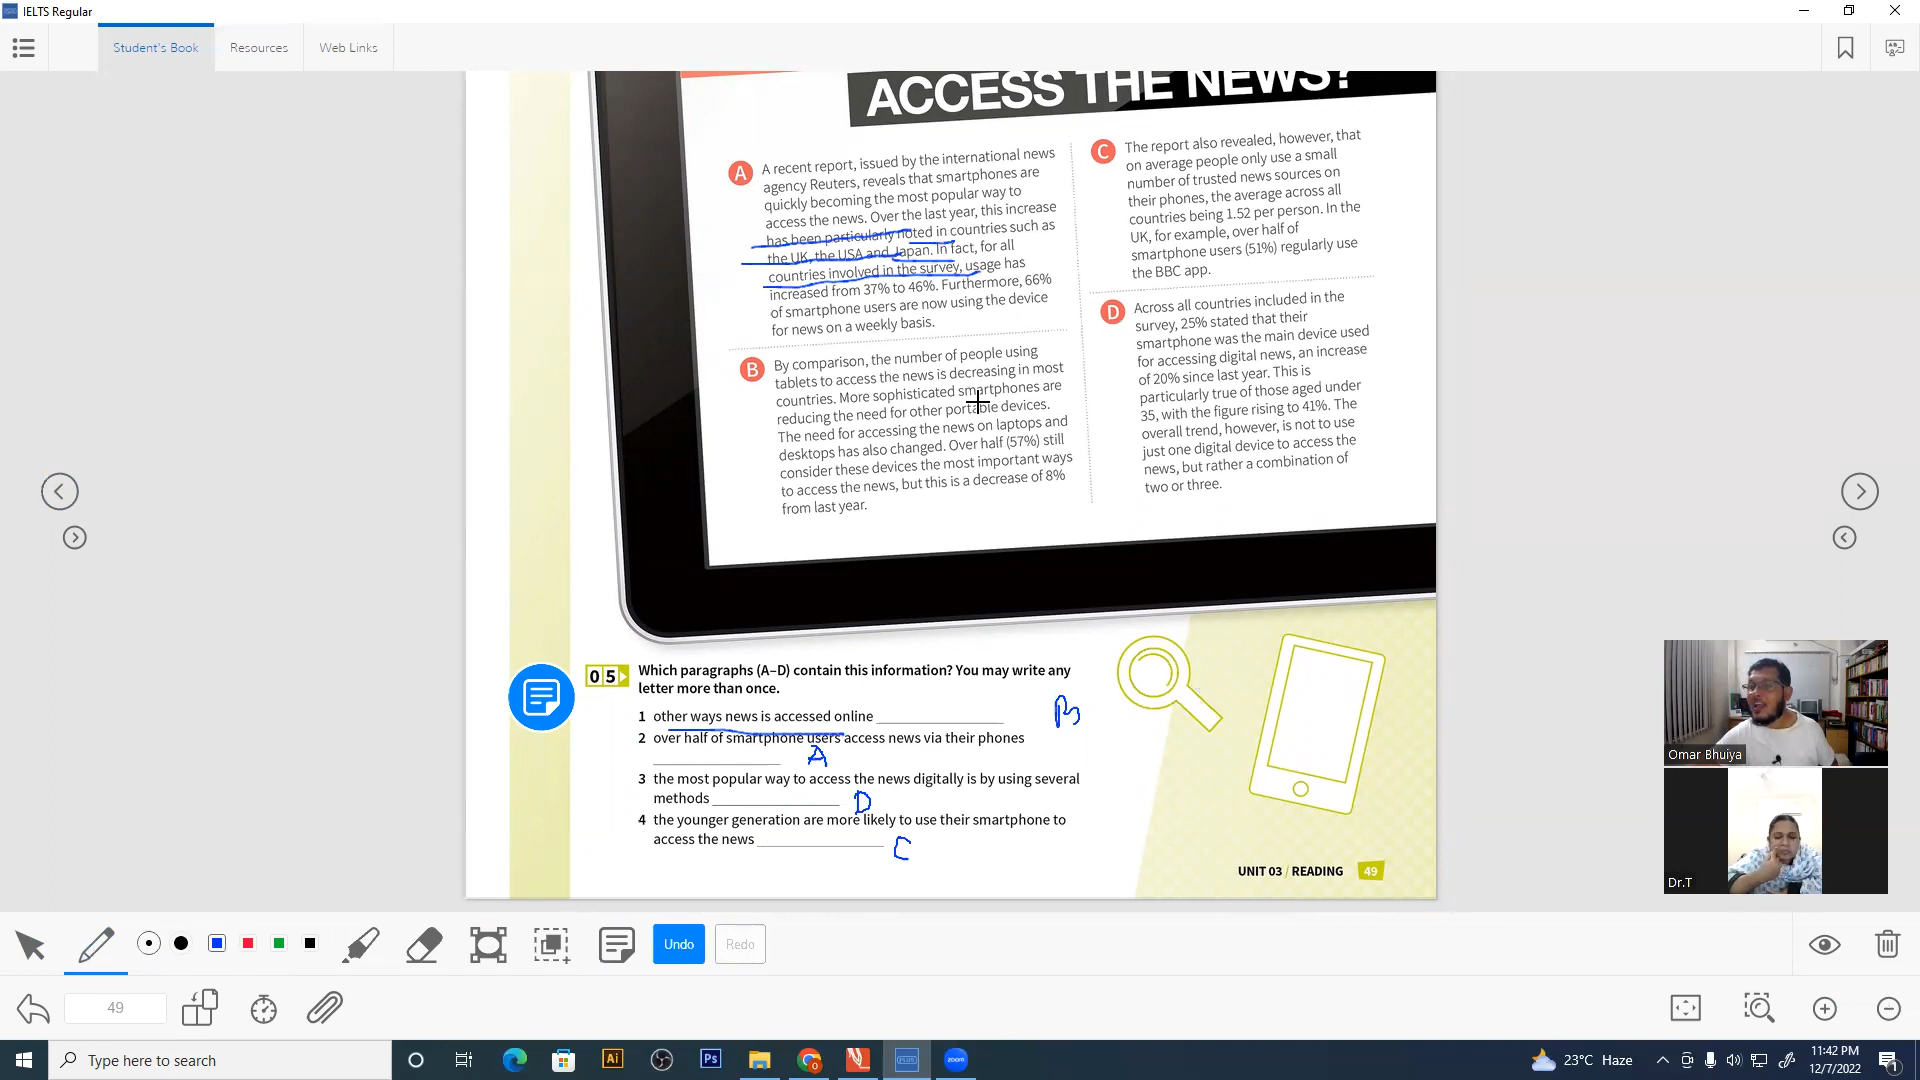 IELTS Regular
Student's Book
Resources
Web Links
ACCESS THE NEWS?
A
A recent report, issued by the international news
agency Reuters, reveals that smartphones are
quickly becoming the most popular way to
access the news. Over the last year, this increase
has been particularly noted in countries such as
the UK, the USA and Japan. In fact, for all
countries involved in the survey, usage has
increased from 37% to 46%. Furthermore, 66%
of smartphone users are now using the device
for news on a weekly basis.
B
By comparison, the number of people using
tablets to access the news is decreasing in most
countries. More sophisticated smartphones are
reducing the need for other portable devices.
The need for accessing the news on laptops and
desktops has also changed. Over half (57%) still
consider these devices the most important ways
to access the news, but this is a decrease of 8%
from last year.
C
The report also revealed, however, that
on average people only use a small
number of trusted news sources on
their phones, the average across all
countries being 1.52 per person. In the
UK, for example, over half of
smartphone users (51%) regularly use
the BBC app.
D
Across all countries included in the
survey, 25% stated that their
smartphone was the main device used
for accessing digital news, an increase
of 20% since last year. This is
particularly true of those aged under
35, with the figure rising to 41%. The
overall trend, however, is not to use
just one digital device to access the
news, but rather a combination of
two or three.
05 Which paragraphs (A–D) contain this information? You may write any
letter more than once.
1 other ways news is accessed online B
2 over half of smartphone users access news via their phones
A
3 the most popular way to access the news digitally is by using several
methods D
4 the younger generation are more likely to use their smartphone to
access the news C
UNIT 03 / READING 49
Omar Bhuiya
Dr.T
Undo
Redo
49
Type here to search
Ai
Ps
zoom
23°C Haze
11:42 PM
12/7/2022
1